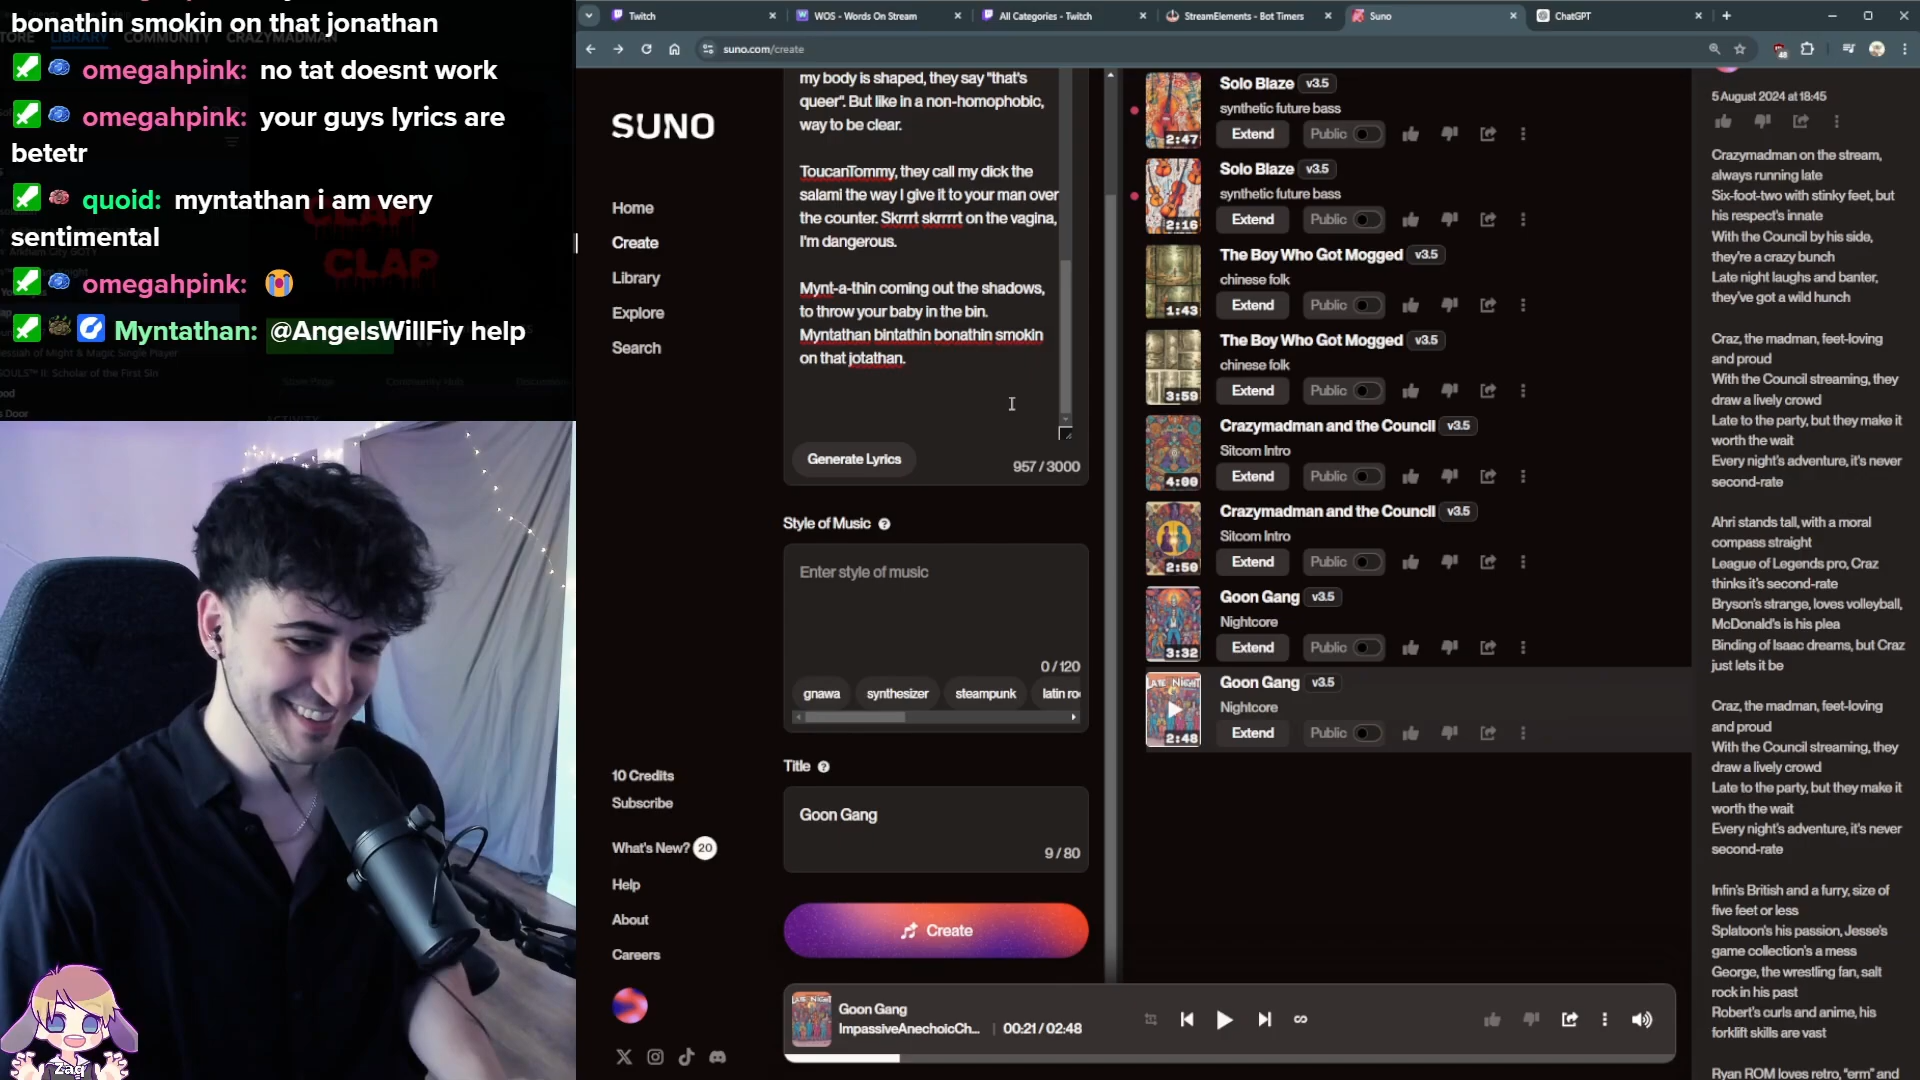 bonathin smokin on that jonathan
omegahpink: no tat doesnt work
omegahpink: your guys lyrics are
betetr
quoid: myntathan i am very
sentimental
omegahpink: 😭
Myntathan: @AngelsWillFiy help
LIBRARY COMMUNITY CRAZYMADMAN
CLAP
CLAP
Zaq
Twitch
WOS - Words On Stream
All Categories - Twitch
StreamElements - Bot Timers
Suno
ChatGPT
suno.com/create
SUNO
Home
Create
Library
Explore
Search
10 Credits
Subscribe
What's New? 20
Help
About
Careers
my body is shaped, they say "that's
queer". But like in a non-homophobic,
way to be clear.
ToucanTommy, they call my dick the
salami the way I give it to your man over
the counter. Skrrrt skrrrrt on the vagina,
I'm dangerous.
Mynt-a-thin coming out the shadows,
to throw your baby in the bin.
Myntathan bintathin bonathin smokin
on that jotathan.
Generate Lyrics
957 / 3000
Style of Music
Enter style of music
0 / 120
gnawa synthesizer steampunk latin ro
Title
Goon Gang
9 / 80
Create
Solo Blaze v3.5
synthetic future bass
2:47 Extend Public
Solo Blaze v3.5
synthetic future bass
2:16 Extend Public
The Boy Who Got Mogged v3.5
chinese folk
1:43 Extend Public
The Boy Who Got Mogged v3.5
chinese folk
3:59 Extend Public
Crazymadman and the Council v3.5
Sitcom Intro
4:00 Extend Public
Crazymadman and the Council v3.5
Sitcom Intro
2:50 Extend Public
Goon Gang v3.5
Nightcore
3:32 Extend Public
Goon Gang v3.5
Nightcore
2:48 Extend Public
Goon Gang
ImpassiveAnechoicCh... 00:21 / 02:48
5 August 2024 at 18:45
Crazymadman on the stream,
always running late
Six-foot-two with stinky feet, but
his respect's innate
With the Council by his side,
they're a crazy bunch
Late night laughs and banter,
they've got a wild hunch
Craz, the madman, feet-loving
and proud
With the Council streaming, they
draw a lively crowd
Late to the party, but they make it
worth the wait
Every night's adventure, it's never
second-rate
Ahri stands tall, with a moral
compass straight
League of Legends pro, Craz
thinks it's second-rate
Bryson's strange, loves volleyball,
McDonald's is his plea
Binding of Isaac dreams, but Craz
just lets it be
Craz, the madman, feet-loving
and proud
With the Council streaming, they
draw a lively crowd
Late to the party, but they make it
worth the wait
Every night's adventure, it's never
second-rate
Infin's British and a furry, size of
five feet or less
Splatoon's his passion, Jesse's
game collection's a mess
George, the wrestling fan, salt
rock in his past
Robert's curls and anime, his
forklift skills are vast
Ryan ROM loves retro, "erm" and